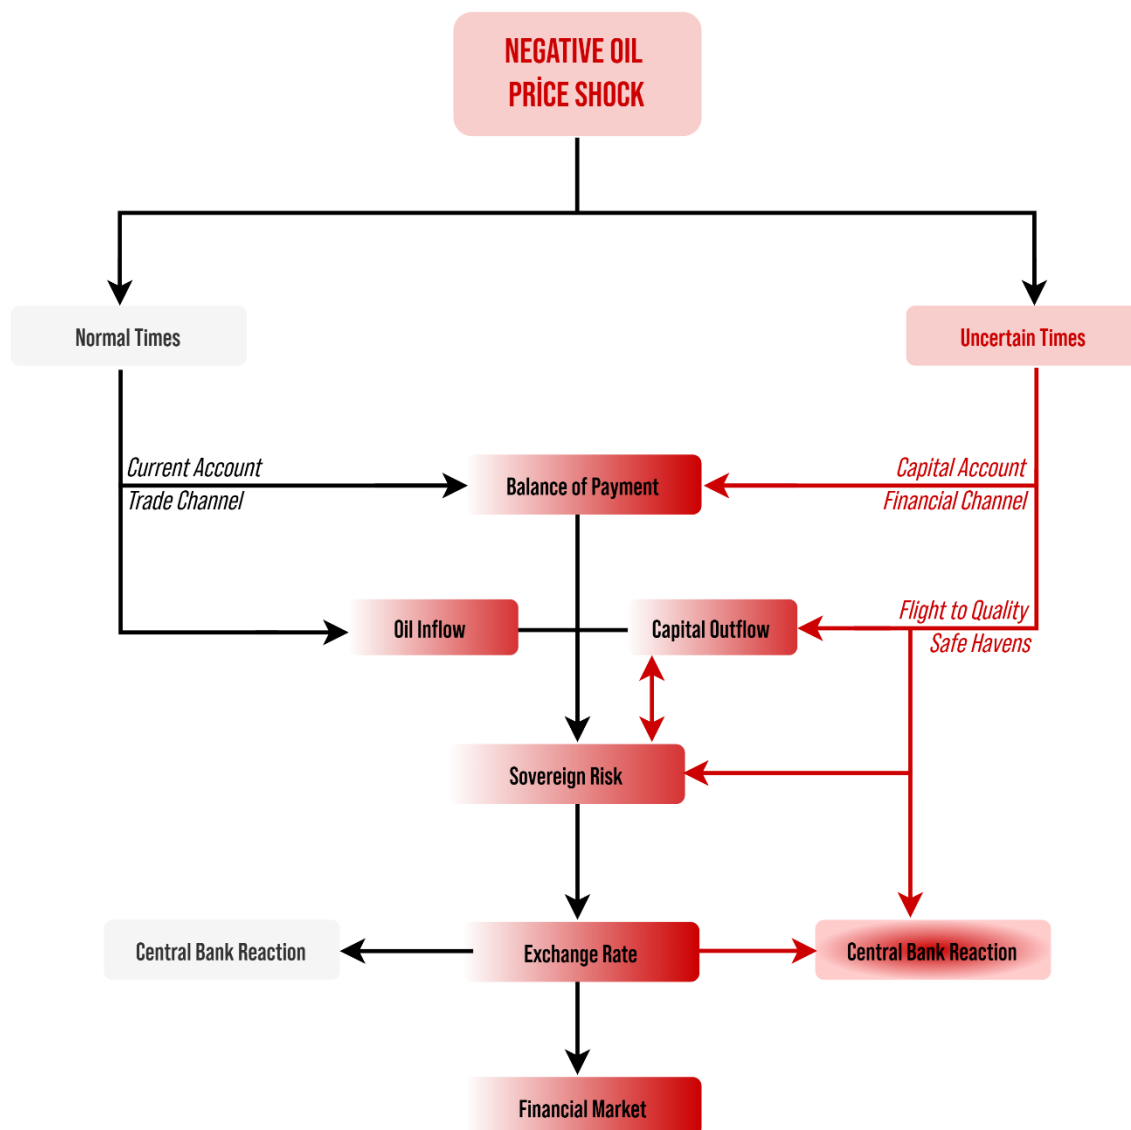 NEGATIVE OIL
PRİCE SHOCK
Normal Times
Uncertain Times
Current Account
Trade Channel
Balance of Payment
Capital Account
Financial Channel
Oil Inflow
Capital Outflow
Flight to Quality
Safe Havens
Sovereign Risk
Central Bank Reaction
Exchange Rate
Central Bank Reaction
Financial Market